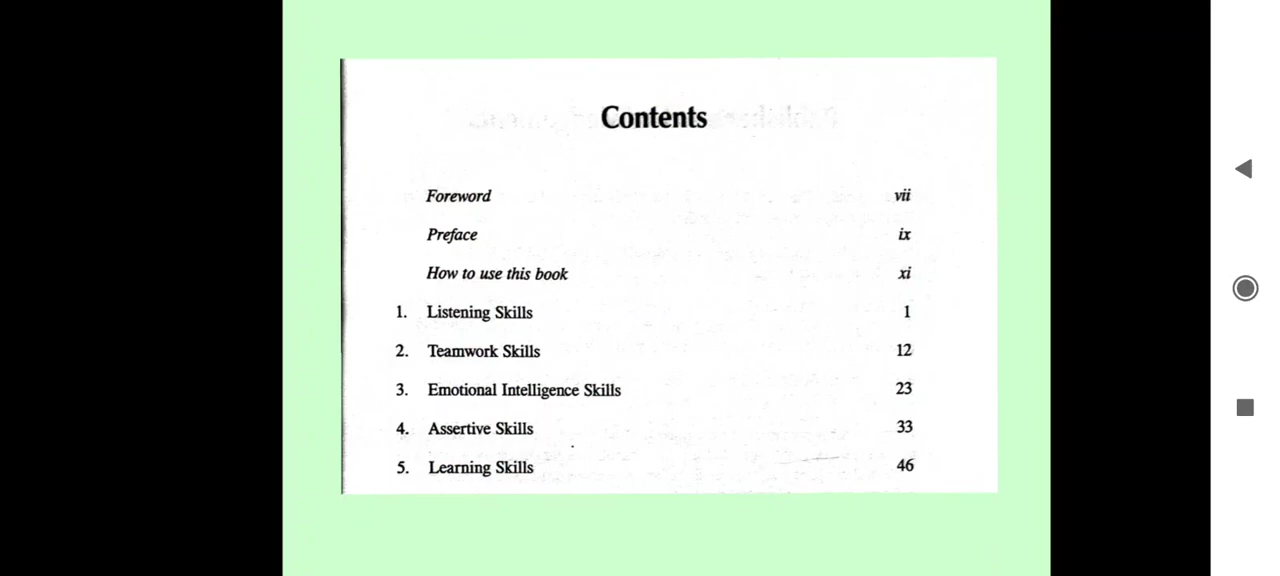 Contents
Foreword vii
Preface ix
How to use this book xi
1. Listening Skills 1
2. Teamwork Skills 12
3. Emotional Intelligence Skills 23
4. Assertive Skills 33
5. Learning Skills 46